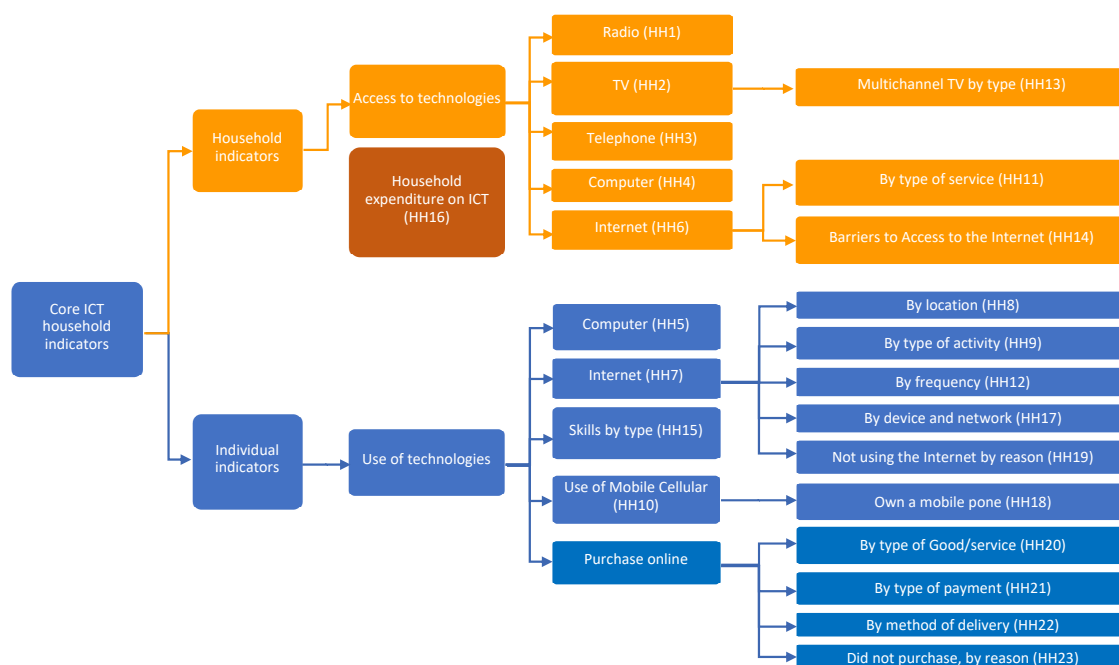 Core ICT
household
indicators
Household
indicators
Access to technologies
Radio (HH1)
TV (HH2)
Multichannel TV by type (HH13)
Telephone (HH3)
Computer (HH4)
Internet (HH6)
By type of service (HH11)
Barriers to Access to the Internet (HH14)
Household
expenditure on ICT
(HH16)
Individual
indicators
Use of technologies
Computer (HH5)
Internet (HH7)
By location (HH8)
By type of activity (HH9)
By frequency (HH12)
By device and network (HH17)
Not using the Internet by reason (HH19)
Skills by type (HH15)
Use of Mobile Cellular
(HH10)
Own a mobile pone (HH18)
Purchase online
By type of Good/service (HH20)
By type of payment (HH21)
By method of delivery (HH22)
Did not purchase, by reason (HH23)